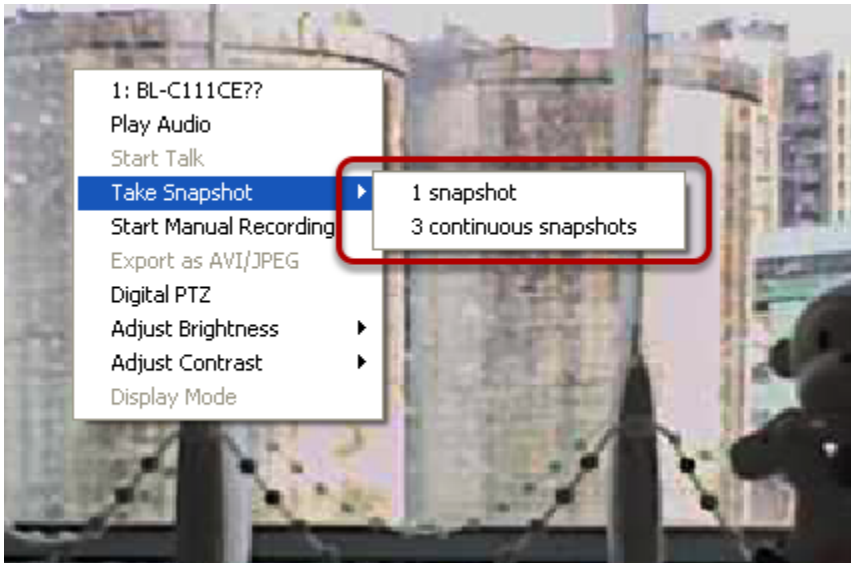 1: BL-C111CE??
Play Audio
Start Talk
Take Snapshot
1 snapshot
Start Manual Recording
3 continuous snapshots
Export as AVI/JPEG
Digital PTZ
Adjust Brightness
Adjust Contrast
Display Mode